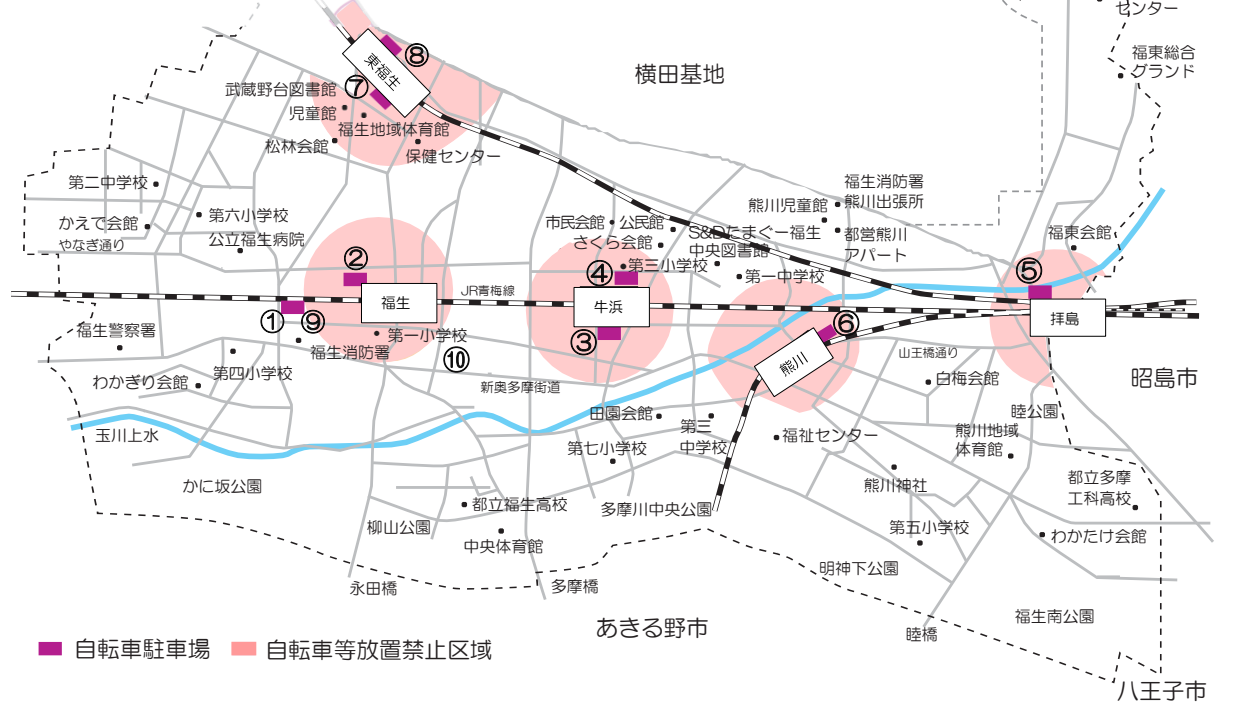 センター
福東総合
グランド
横田基地
⑧
東福生
⑦
武蔵野台図書館
児童館
福生地域体育館
松林会館
保健センター
第二中学校
第六小学校
かえで会館
やなぎ通り
公立福生病院
市民会館
公民館
さくら会館
S&Dたまぐー福生
中央図書館
熊川児童館
福生消防署
熊川出張所
都営熊川
アパート
福東会館
②
④
第三小学校
第一中学校
⑤
福生
JR青梅線
牛浜
拝島
①
⑨
⑥
福生警察署
福生消防署
第一小学校
③
⑩
熊川
山王橋通り
昭島市
わかぎり会館
第四小学校
新奥多摩街道
白梅会館
睦公園
玉川上水
田園会館
第三
中学校
福祉センター
熊川地域
体育館
第七小学校
かに坂公園
都立福生高校
熊川神社
都立多摩
工科高校
柳山公園
多摩川中央公園
第五小学校
中央体育館
わかたけ会館
永田橋
多摩橋
明神下公園
あきる野市
睦橋
福生南公園
自転車駐車場
自転車等放置禁止区域
八王子市